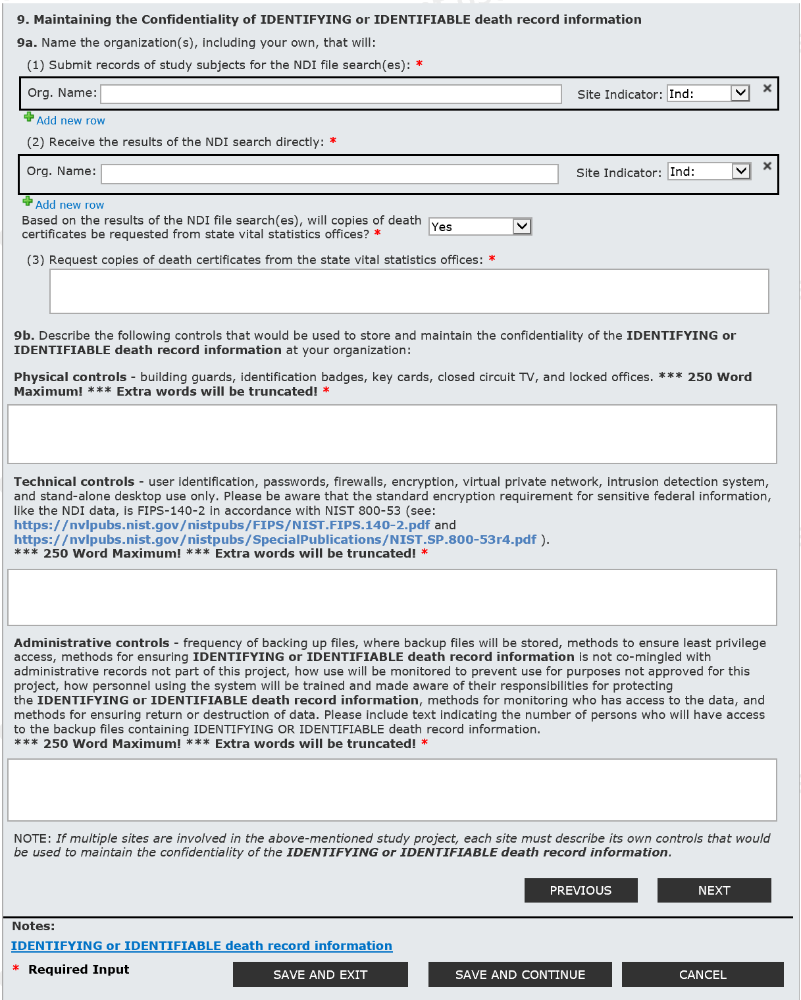 9. Maintaining the Confidentiality of IDENTIFYING or IDENTIFIABLE death record information
9a. Name the organization(s), including your own, that will:
(1) Submit records of study subjects for the NDI file search(es): *
Org. Name: Site Indicator: Ind:
Add new row
(2) Receive the results of the NDI search directly: *
Org. Name: Site Indicator: Ind:
Add new row
Based on the results of the NDI file search(es), will copies of death
certificates be requested from state vital statistics offices? * Yes
(3) Request copies of death certificates from the state vital statistics offices: *
9b. Describe the following controls that would be used to store and maintain the confidentiality of the IDENTIFYING or
IDENTIFIABLE death record information at your organization:
Physical controls - building guards, identification badges, key cards, closed circuit TV, and locked offices. *** 250 Word
Maximum! *** Extra words will be truncated! *
Technical controls - user identification, passwords, firewalls, encryption, virtual private network, intrusion detection system,
and stand-alone desktop use only. Please be aware that the standard encryption requirement for sensitive federal information,
like the NDI data, is FIPS-140-2 in accordance with NIST 800-53 (see:
https://nvlpubs.nist.gov/nistpubs/FIPS/NIST.FIPS.140-2.pdf and
https://nvlpubs.nist.gov/nistpubs/SpecialPublications/NIST.SP.800-53r4.pdf ).
*** 250 Word Maximum! *** Extra words will be truncated! *
Administrative controls - frequency of backing up files, where backup files will be stored, methods to ensure least privilege
access, methods for ensuring IDENTIFYING or IDENTIFIABLE death record information is not co-mingled with
administrative records not part of this project, how use will be monitored to prevent use for purposes not approved for this
project, how personnel using the system will be trained and made aware of their responsibilities for protecting
the IDENTIFYING or IDENTIFIABLE death record information, methods for monitoring who has access to the data, and
methods for ensuring return or destruction of data. Please include text indicating the number of persons who will have access
to the backup files containing IDENTIFYING OR IDENTIFIABLE death record information.
*** 250 Word Maximum! *** Extra words will be truncated! *
NOTE: If multiple sites are involved in the above-mentioned study project, each site must describe its own controls that would
be used to maintain the confidentiality of the IDENTIFYING or IDENTIFIABLE death record information.
PREVIOUS NEXT
Notes:
IDENTIFYING or IDENTIFIABLE death record information
* Required Input SAVE AND EXIT SAVE AND CONTINUE CANCEL